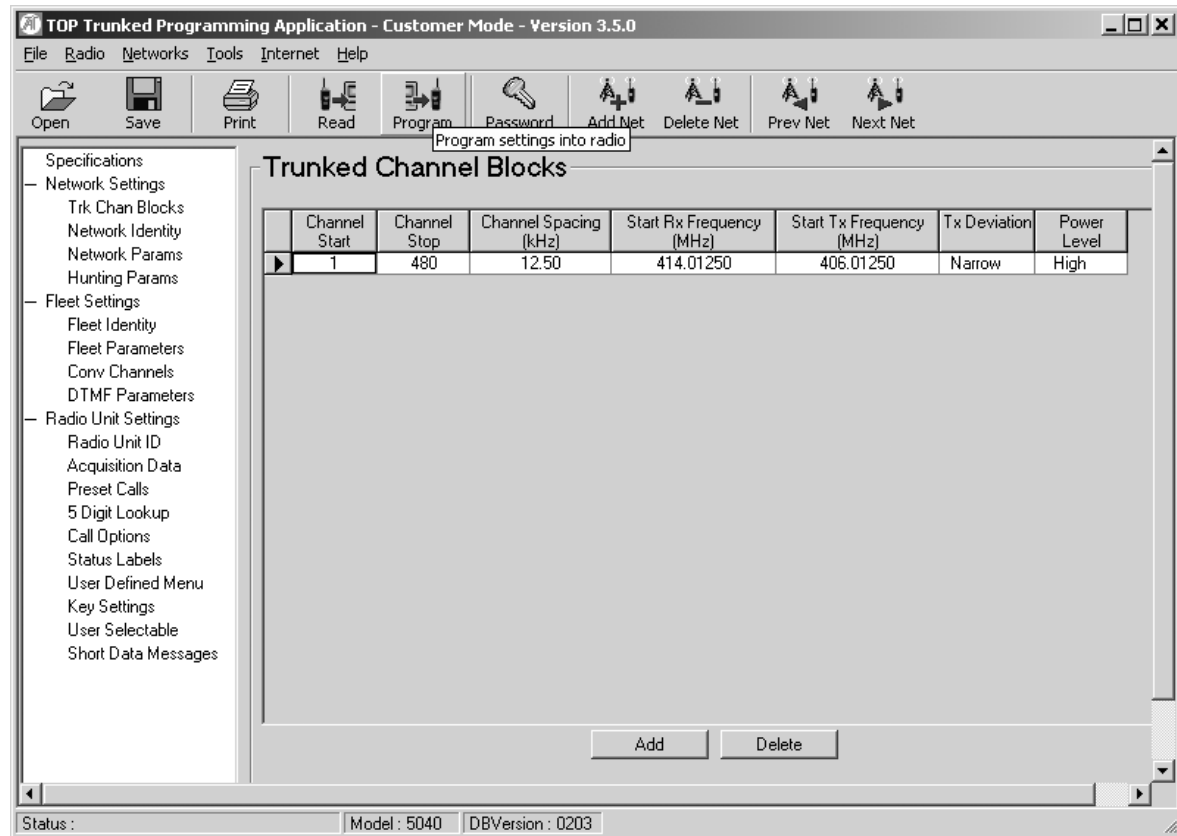 TOP Trunked Programming Application - Customer Mode - Version 3.5.0
File Radio Networks Tools Internet Help
Open Save Print Read Program Password Add Net Delete Net Prev Net Next Net
Program settings into radio
Specifications
Network Settings
Trk Chan Blocks
Network Identity
Network Params
Hunting Params
Fleet Settings
Fleet Identity
Fleet Parameters
Conv Channels
DTMF Parameters
Radio Unit Settings
Radio Unit ID
Acquisition Data
Preset Calls
5 Digit Lookup
Call Options
Status Labels
User Defined Menu
Key Settings
User Selectable
Short Data Messages
Trunked Channel Blocks
Channel Start Channel Stop Channel Spacing (kHz) Start Rx Frequency (MHz) Start Tx Frequency (MHz) Tx Deviation Power Level
1 480 12.50 414.01250 406.01250 Narrow High
Add Delete
Status : Model : 5040 DBVersion : 0203